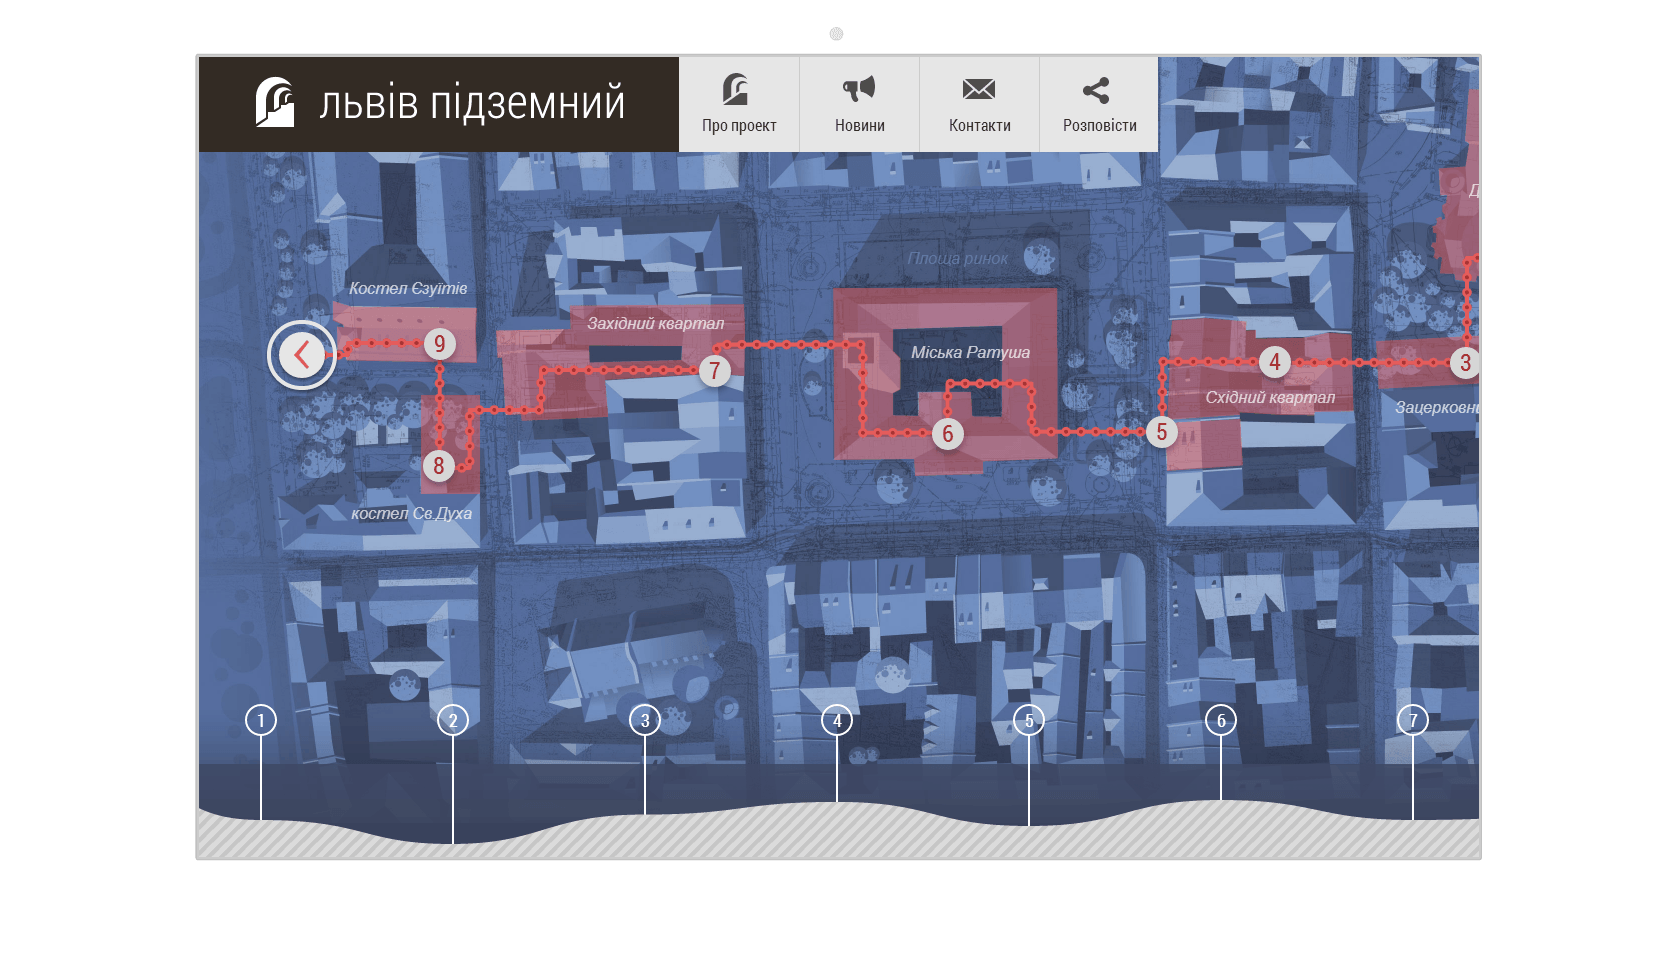 львів підземний
Про проект
Новини
Контакти
Розповісти
Площа ринок
Костел Єзуїтів
Західний квартал
Міська Ратуша
Східний квартал
костел Св.Духа
9
7
4
3
6
5
8
1
2
3
4
5
6
7